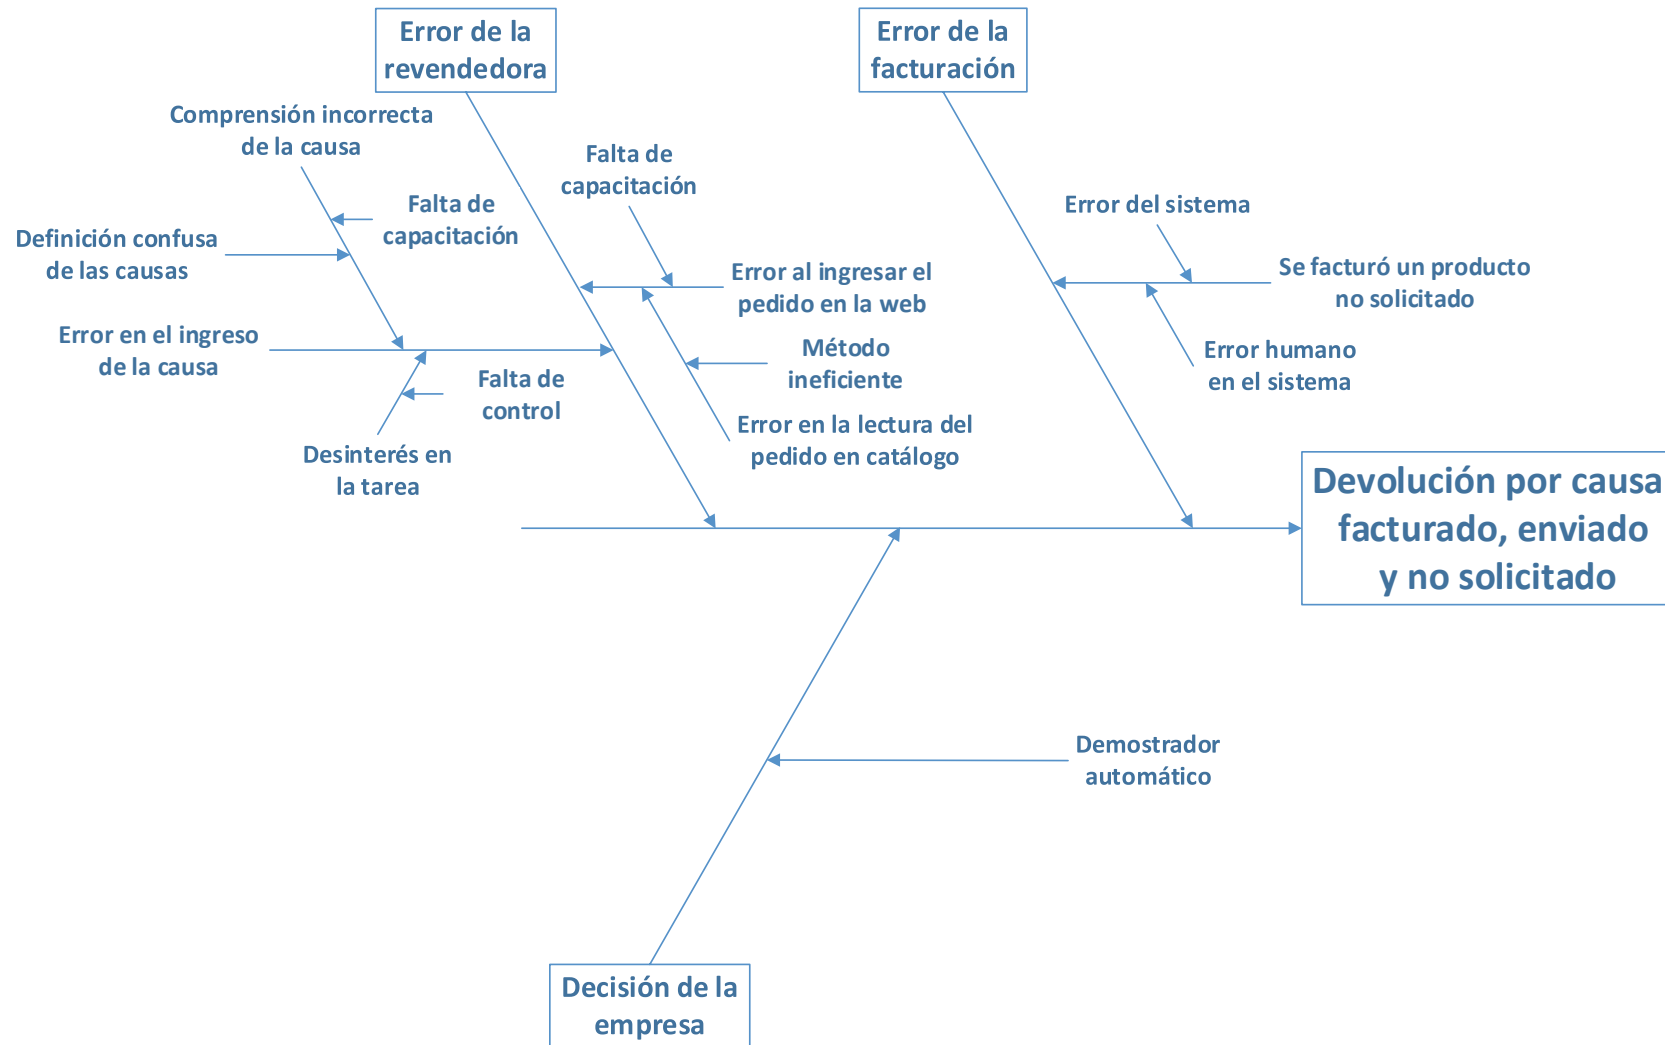 Error de la
revendedora
Error de la
facturación
Comprensión incorrecta
de la causa
Falta de
capacitación
Falta de
capacitación
Error del sistema
Definición confusa
de las causas
Error al ingresar el
pedido en la web
Se facturó un producto
no solicitado
Error en el ingreso
de la causa
Método
ineficiente
Error humano
en el sistema
Falta de
control
Error en la lectura del
pedido en catálogo
Desinterés en
la tarea
Devolución por causa
facturado, enviado
y no solicitado
Demostrador
automático
Decisión de la
empresa